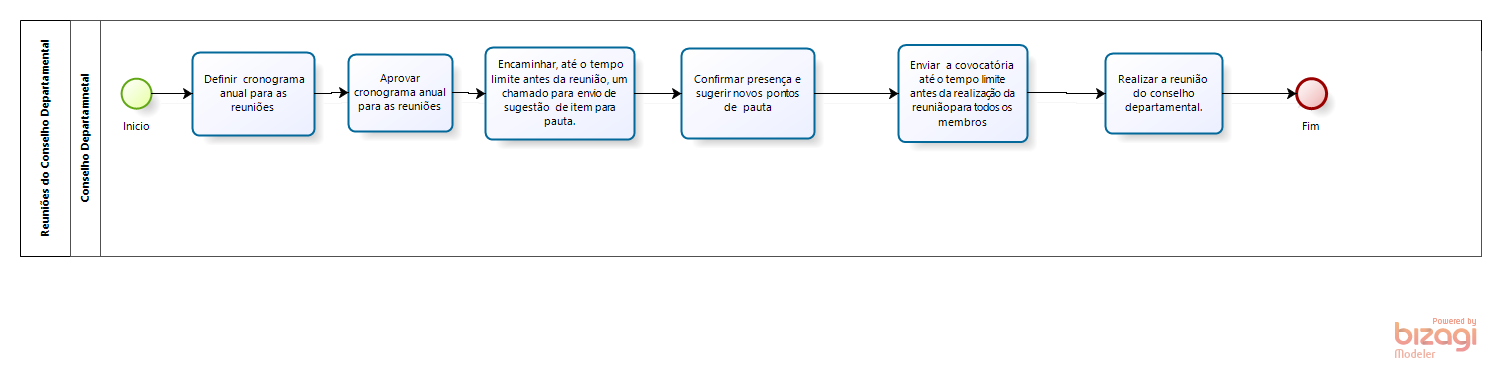 Reuniões do Conselho Departamental
Conselho Departamnetal
Inicio
Definir cronograma
anual para as
reuniões
Aprovar
cronograma anual
para as reuniões
Encaminhar, até o tempo
limite antes da reunião, um
chamado para envio de
sugestão de item para
pauta.
Confirmar presença e
sugerir novos pontos
de pauta
Enviar a covocatória
até o tempo limite
antes da realização da
reunião para todos os
membros
Realizar a reunião
do conselho
departamental.
Fim
Powered by
bizagi
Modeler